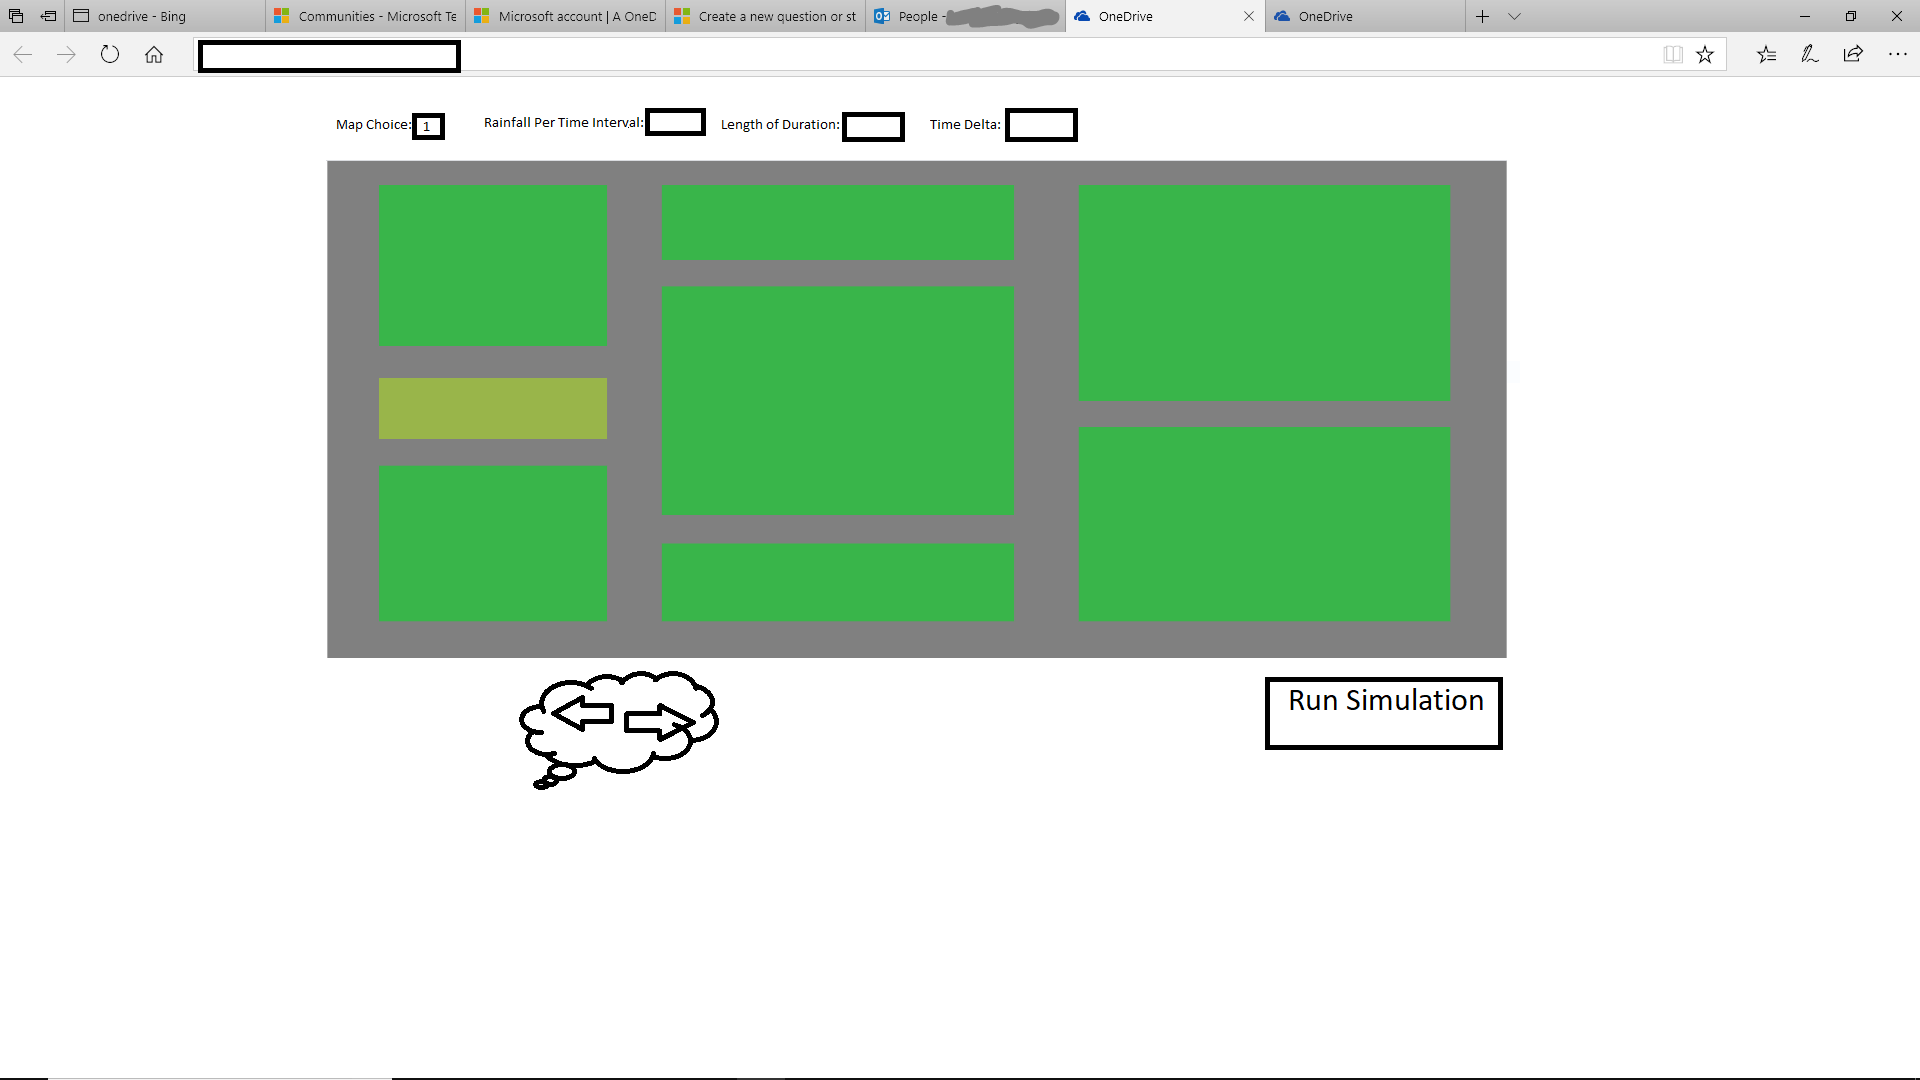 onedrive - Bing
Communities - Microsoft Te
Microsoft account | A OneD
Create a new question or st
People -
OneDrive
OneDrive
Map Choice: 1
Rainfall Per Time Interval:
Length of Duration:
Time Delta:
Run Simulation